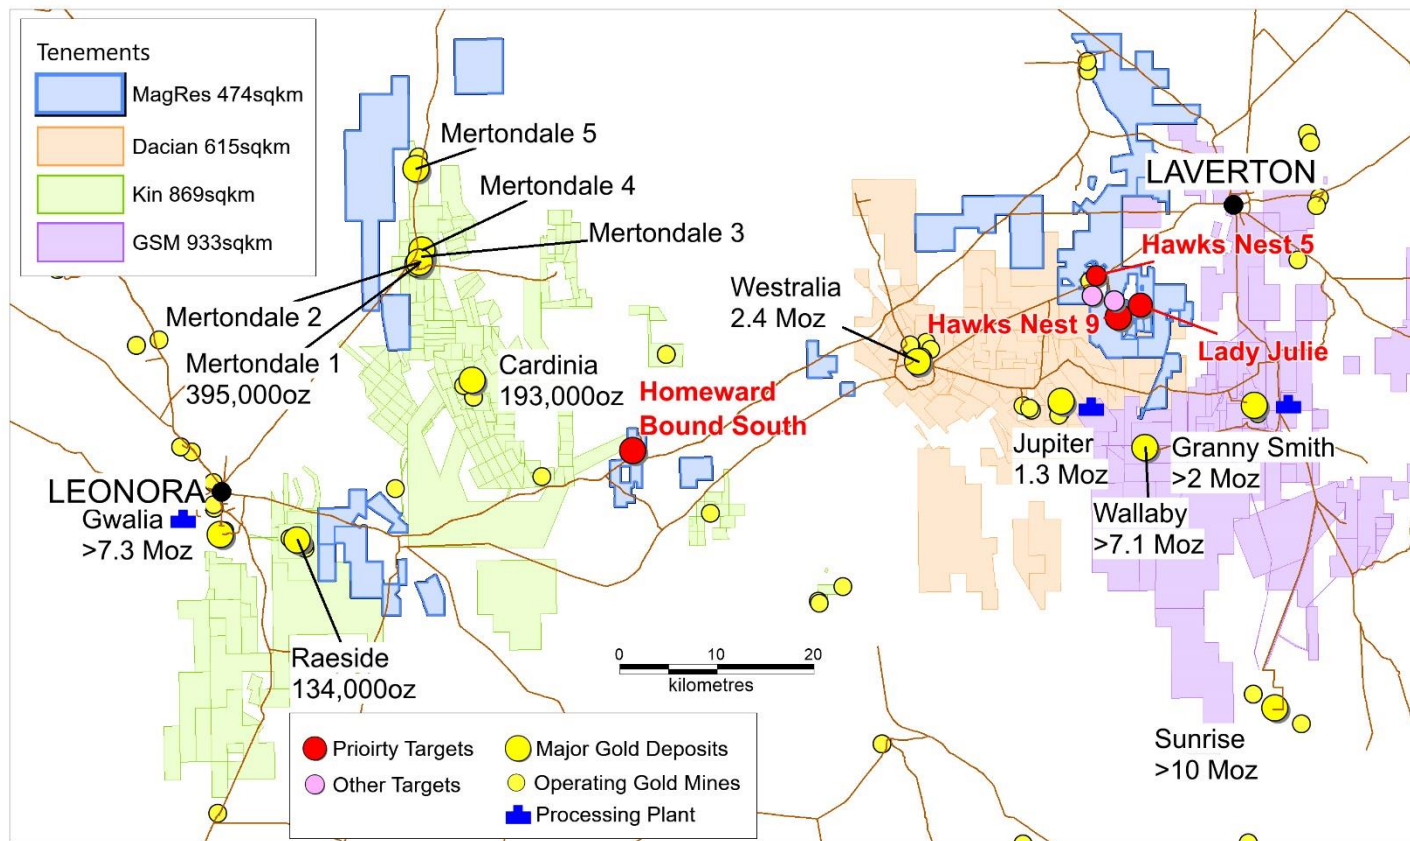 Tenements
MagRes 474sqkm
Dacian 615sqkm
Kin 869sqkm
GSM 933sqkm
Mertondale 5
Mertondale 4
Mertondale 3
Mertondale 2
Mertondale 1
395,000oz
Cardinia
193,000oz
Homeward
Bound South
Westralia
2.4 Moz
LAVERTON
Hawks Nest 5
Hawks Nest 9
Lady Julie
Jupiter
1.3 Moz
Granny Smith
>2 Moz
Wallaby
>7.1 Moz
LEONORA
Gwalia
>7.3 Moz
Raeside
134,000oz
Sunrise
>10 Moz
0 10 20
kilometres
Prioirty Targets
Other Targets
Major Gold Deposits
Operating Gold Mines
Processing Plant